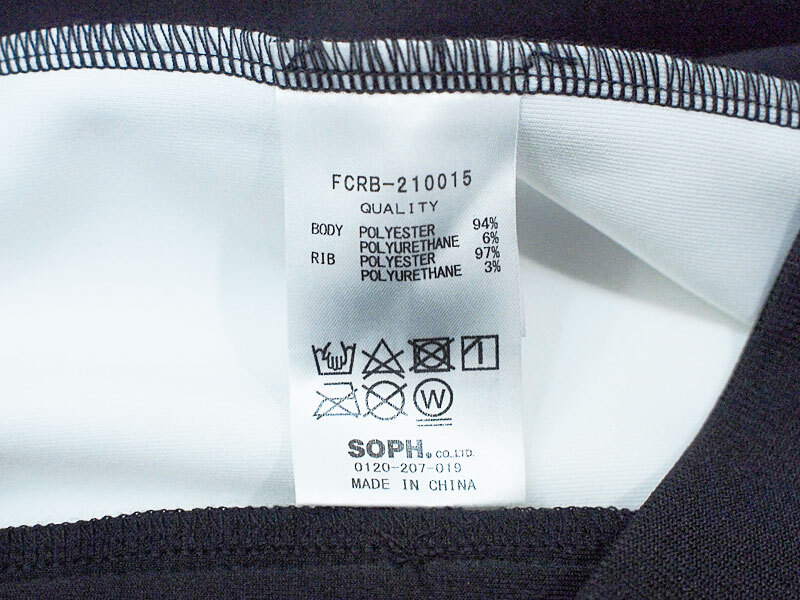 FCRB-210015
QUALITY
BODY POLYESTER 94%
POLYURETHANE 6%
RIB POLYESTER 97%
POLYURETHANE 3%
W
SOPH. CO.,LTD.
0120-207-019
MADE IN CHINA